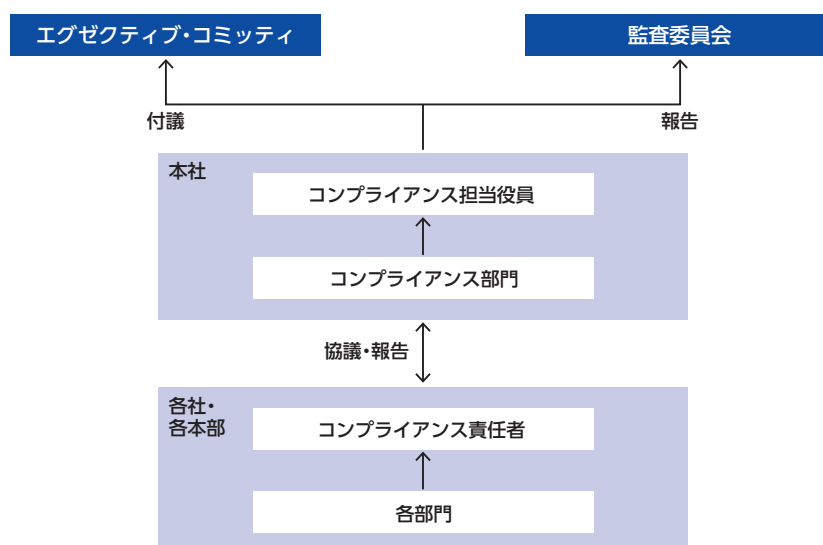 エグゼクティブ・コミッティ
監査委員会
付議
報告
本社
コンプライアンス担当役員
コンプライアンス部門
協議・報告
各社・
各本部
コンプライアンス責任者
各部門